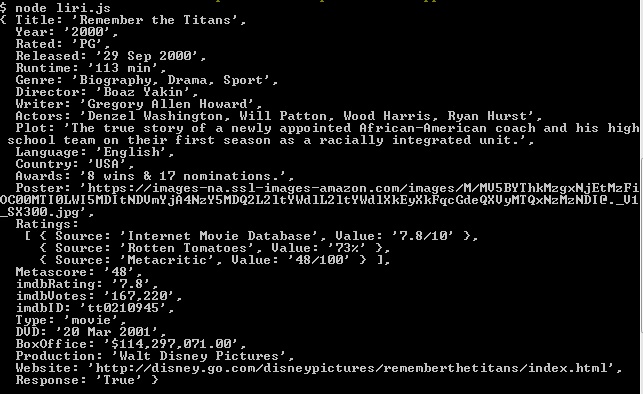 $ node liri.js
{ Title: 'Remember the Titans',
  Year: '2000',
  Rated: 'PG',
  Released: '29 Sep 2000',
  Runtime: '113 min',
  Genre: 'Biography, Drama, Sport',
  Director: 'Boaz Yakin',
  Writer: 'Gregory Allen Howard',
  Actors: 'Denzel Washington, Will Patton, Wood Harris, Ryan Hurst',
  Plot: 'The true story of a newly appointed African-American coach and his high
 school team on their first season as a racially integrated unit.',
  Language: 'English',
  Country: 'USA',
  Awards: '8 wins & 17 nominations.',
  Poster: 'https://images-na.ssl-images-amazon.com/images/M/MV5BYThkMzgxNjEtMzFi
OC00MTI0LWI5MDItNDVmYjA4NzY5MDQ2L2ltYWdlL2ltYWdlXkEyXkFqcGdeQXVyMTQxNzMzNDI@._V1
_SX300.jpg',
  Ratings:
   [ { Source: 'Internet Movie Database', Value: '7.8/10' },
     { Source: 'Rotten Tomatoes', Value: '73%' },
     { Source: 'Metacritic', Value: '48/100' } ],
  Metascore: '48',
  imdbRating: '7.8',
  imdbVotes: '167,220',
  imdbID: 'tt0210945',
  Type: 'movie',
  DVD: '20 Mar 2001',
  BoxOffice: '$114,297,071.00',
  Production: 'Walt Disney Pictures',
  Website: 'http://disney.go.com/disneypictures/rememberthetitans/index.html',
  Response: 'True' }